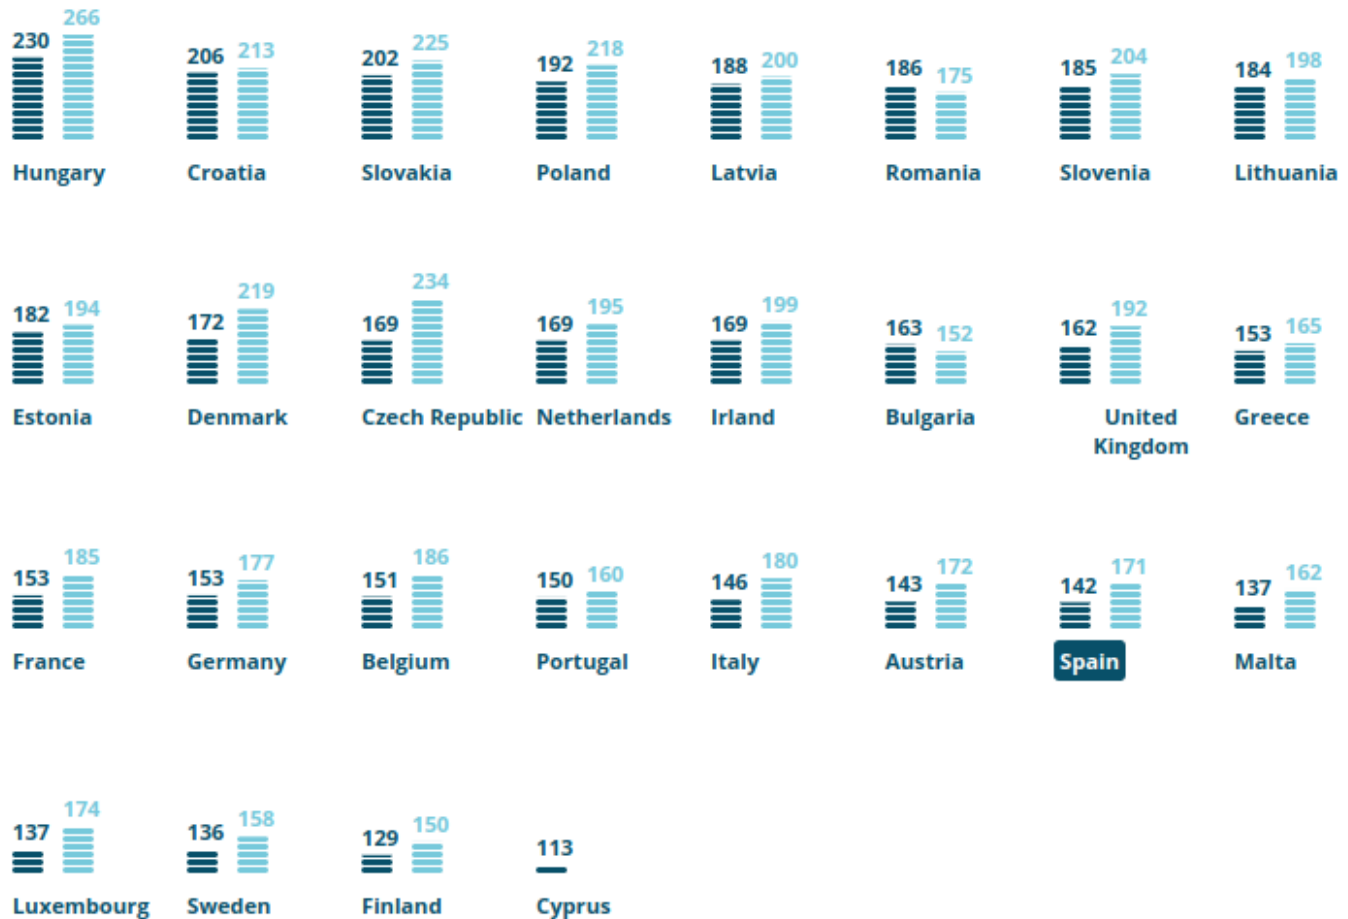 230 266
Hungary
206 213
Croatia
202 225
Slovakia
192 218
Poland
188 200
Latvia
186 175
Romania
185 204
Slovenia
184 198
Lithuania
182 194
Estonia
172 219
Denmark
169 234
Czech Republic
169 195
Netherlands
169 199
Irland
163 152
Bulgaria
162 192
United
Kingdom
153 165
Greece
153 185
France
153 177
Germany
151 186
Belgium
150 160
Portugal
146 180
Italy
143 172
Austria
142 171
Spain
137 162
Malta
137 174
Luxembourg
136 158
Sweden
129 150
Finland
113
Cyprus